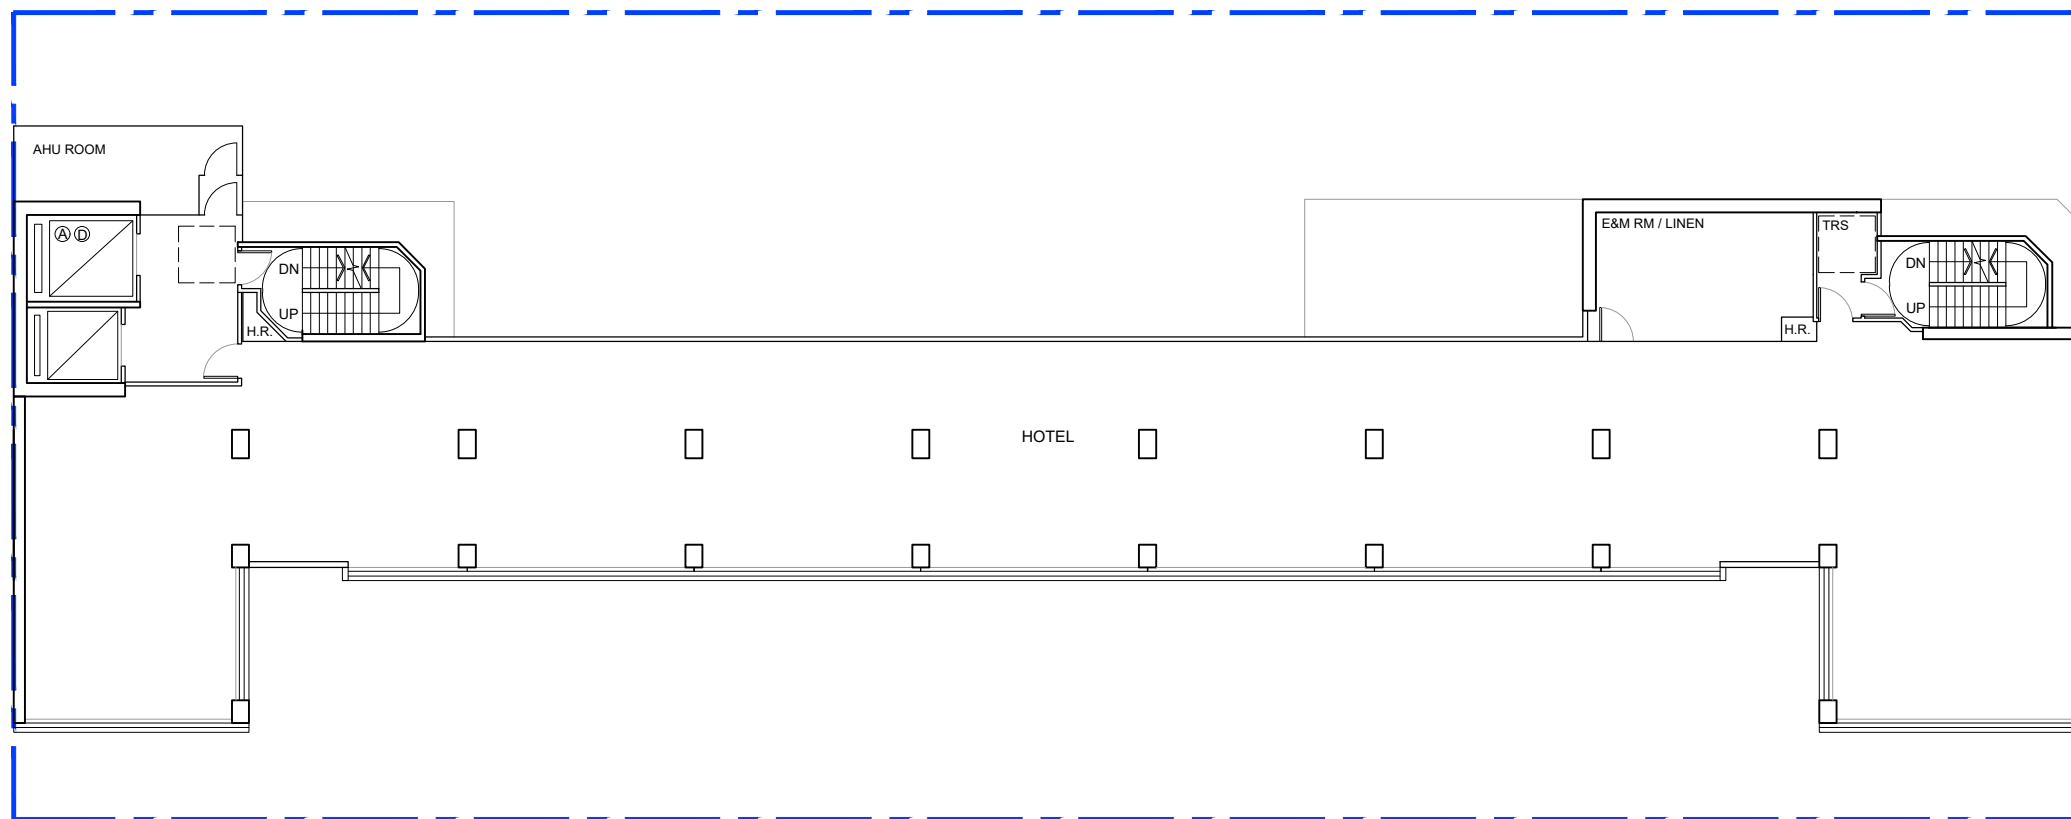 AHU ROOM
A D
E&M RM / LINEN
TRS
DN
UP
H.R.
DN
UP
H.R.
HOTEL